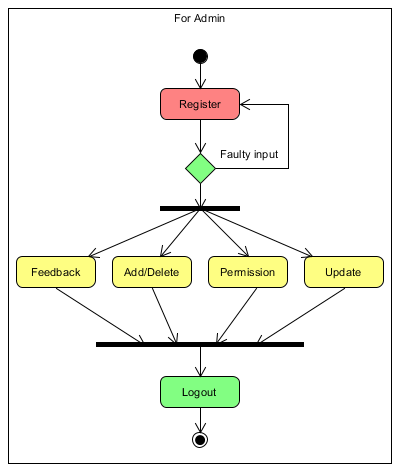 For Admin
Register
Faulty input
Feedback
Add/Delete
Permission
Update
Logout